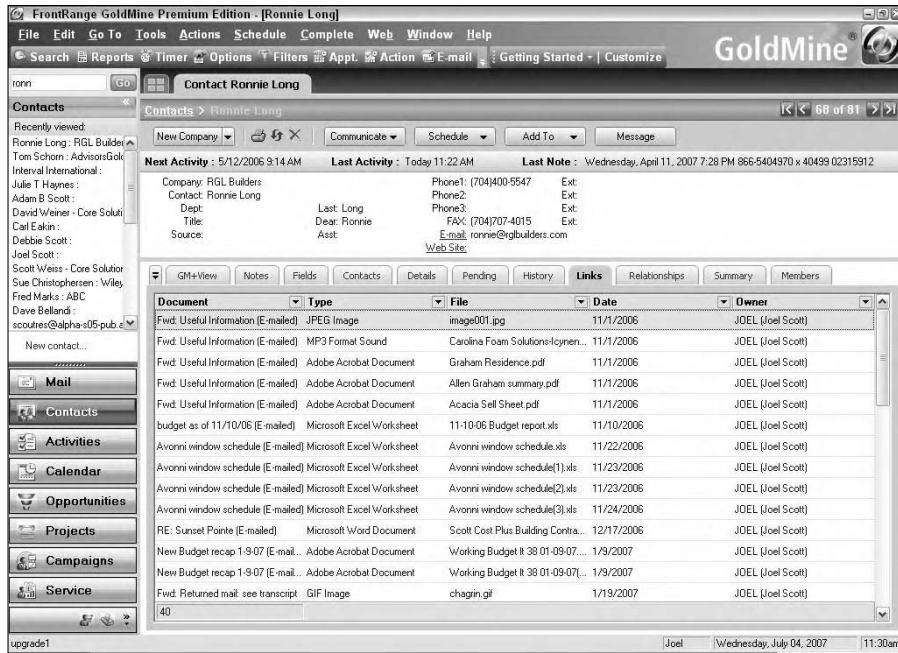 FrontRange GoldMine Premium Edition - [Ronnie Long]
File Edit Go To Tools Actions Schedule Complete Web Window Help
Search Reports Timer Options Filters Appt. Action E-mail Getting Started - | Customize
GoldMine®
ronn Go
Contact Ronnie Long
Contacts
Contacts > Ronnie Long 68 of 81
Recently viewed:
Ronnie Long : RGL Builder
Tom Schorn : AdvisorsGold
Interval International :
Julie T Haynes :
Adam B Scott :
David Weiner - Core Soluti
Carl Eakin :
Debbie Scott :
Joel Scott :
Scott Weiss - Core Solution
Sue Christophersen : Wiley
Fred Marks : ABC
Dave Bellandi :
scoutres@alpha-s05-pub.a
New contact...
Mail
Contacts
Activities
Calendar
Opportunities
Projects
Campaigns
Service
New Company Communicate Schedule Add To Message
Next Activity : 5/12/2006 9:14 AM Last Activity : Today 11:22 AM Last Note : Wednesday, April 11, 2007 7:28 PM 866-5404970 x 40499 02315912
Company: RGL Builders Phone1: (704)400-5547 Ext:
Contact: Ronnie Long Phone2: Ext:
Dept: Last: Long Phone3: Ext:
Title: Dear: Ronnie FAX: (704)707-4015 Ext:
Source: Asst: E-mail: ronnie@rglbuilders.com
Web Site:
GM+View Notes Fields Contacts Details Pending History Links Relationships Summary Members
Document Type File Date Owner
Fwd: Useful Information (E-mailed) JPEG Image image001.jpg 11/1/2006 JOEL (Joel Scott)
Fwd: Useful Information (E-mailed) MP3 Format Sound Carolina Foam Solutions-Icynen... 11/1/2006 JOEL (Joel Scott)
Fwd: Useful Information (E-mailed) Adobe Acrobat Document Graham Residence.pdf 11/1/2006 JOEL (Joel Scott)
Fwd: Useful Information (E-mailed) Adobe Acrobat Document Allen Graham summary.pdf 11/1/2006 JOEL (Joel Scott)
Fwd: Useful Information (E-mailed) Adobe Acrobat Document Acacia Sell Sheet.pdf 11/1/2006 JOEL (Joel Scott)
budget as of 11/10/06 (E-mailed) Microsoft Excel Worksheet 11-10-06 Budget report.xls 11/10/2006 JOEL (Joel Scott)
Avonni window schedule (E-mailed) Microsoft Excel Worksheet Avonni window schedule.xls 11/22/2006 JOEL (Joel Scott)
Avonni window schedule (E-mailed) Microsoft Excel Worksheet Avonni window schedule(1).xls 11/23/2006 JOEL (Joel Scott)
Avonni window schedule (E-mailed) Microsoft Excel Worksheet Avonni window schedule(2).xls 11/23/2006 JOEL (Joel Scott)
Avonni window schedule (E-mailed) Microsoft Excel Worksheet Avonni window schedule(3).xls 11/24/2006 JOEL (Joel Scott)
RE: Sunset Pointe (E-mailed) Microsoft Word Document Scott Cost Plus Building Contra... 12/17/2006 JOEL (Joel Scott)
New Budget recap 1-9-07 (E-mail... Adobe Acrobat Document Working Budget lt 38 01-09-07.... 1/9/2007 JOEL (Joel Scott)
New Budget recap 1-9-07 (E-mail... Adobe Acrobat Document Working Budget lt 38 01-09-07(... 1/9/2007 JOEL (Joel Scott)
Fwd: Returned mail: see transcript GIF Image chagrin.gif 1/19/2007 JOEL (Joel Scott)
40
upgrade1 Joel Wednesday, July 04, 2007 11:30am